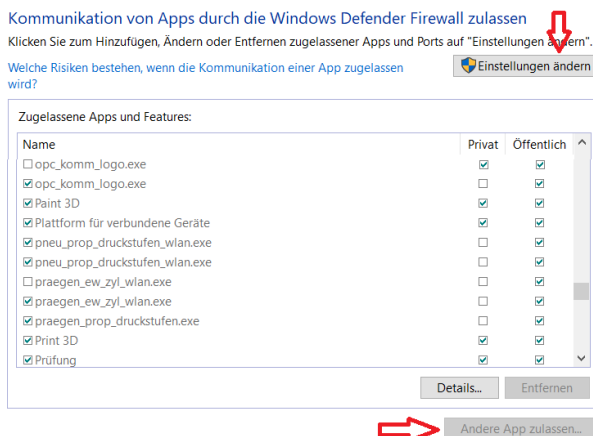 Kommunikation von Apps durch die Windows Defender Firewall zulassen
Klicken Sie zum Hinzufügen, Ändern oder Entfernen zugelassener Apps und Ports auf "Einstellungen ändern".
Welche Risiken bestehen, wenn die Kommunikation einer App zugelassen
wird?
Einstellungen ändern
Zugelassene Apps und Features:
Name Privat Öffentlich
opc_komm_logo.exe
opc_komm_logo.exe
Paint 3D
Plattform für verbundene Geräte
pneu_prop_druckstufen_wlan.exe
pneu_prop_druckstufen_wlan.exe
praegen_ew_zyl_wlan.exe
praegen_ew_zyl_wlan.exe
praegen_prop_druckstufen.exe
Print 3D
Prüfung
Details... Entfernen
Andere App zulassen...